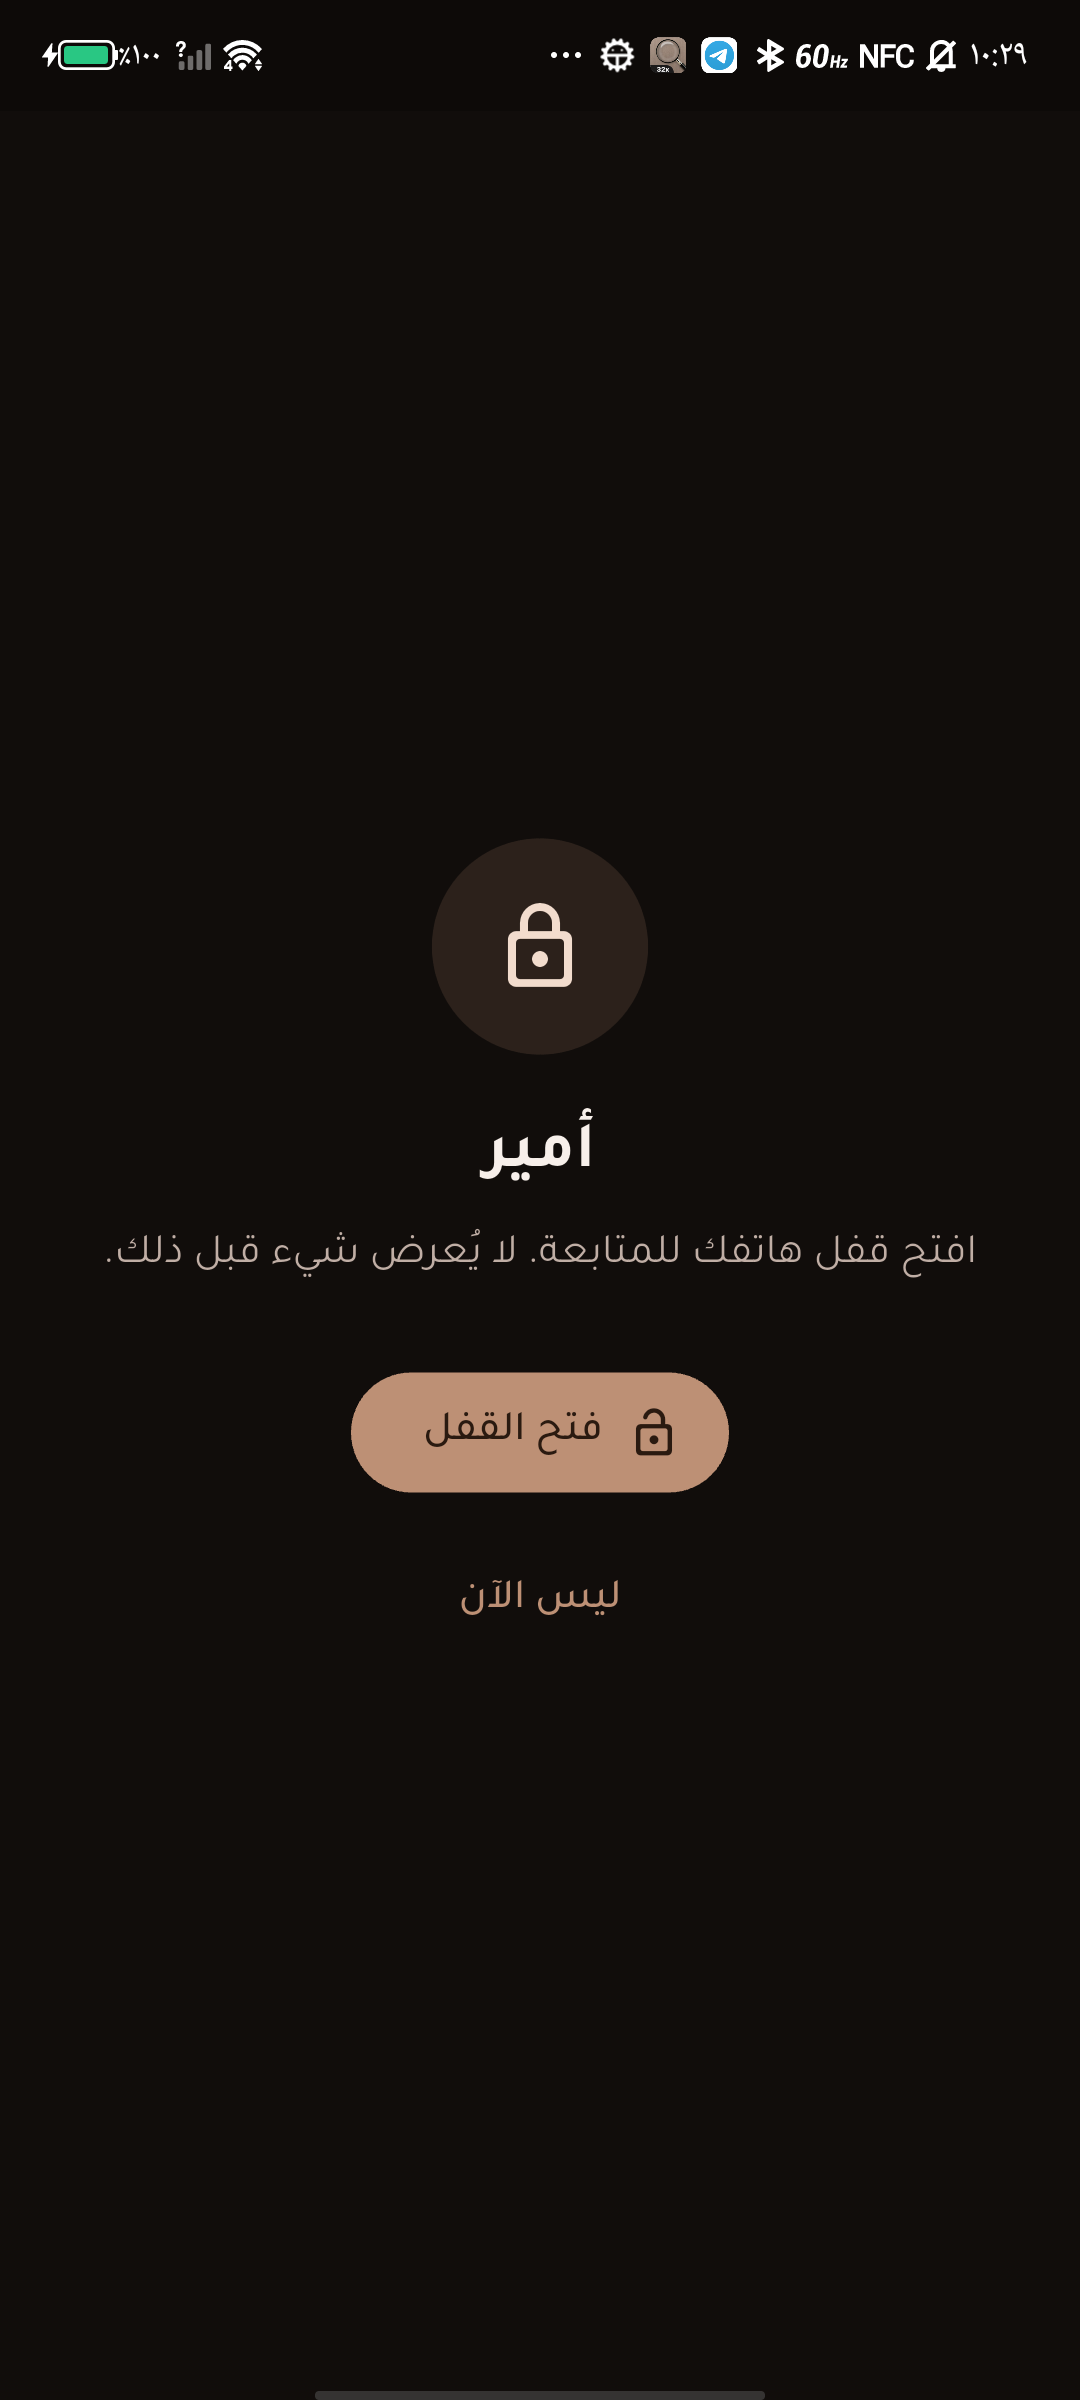 ١٠:٢٩ NFC 60Hz 32x ٪١٠٠
أمير
افتح قفل هاتفك للمتابعة. لا يُعرض شيء قبل ذلك.
فتح القفل
ليس الآن